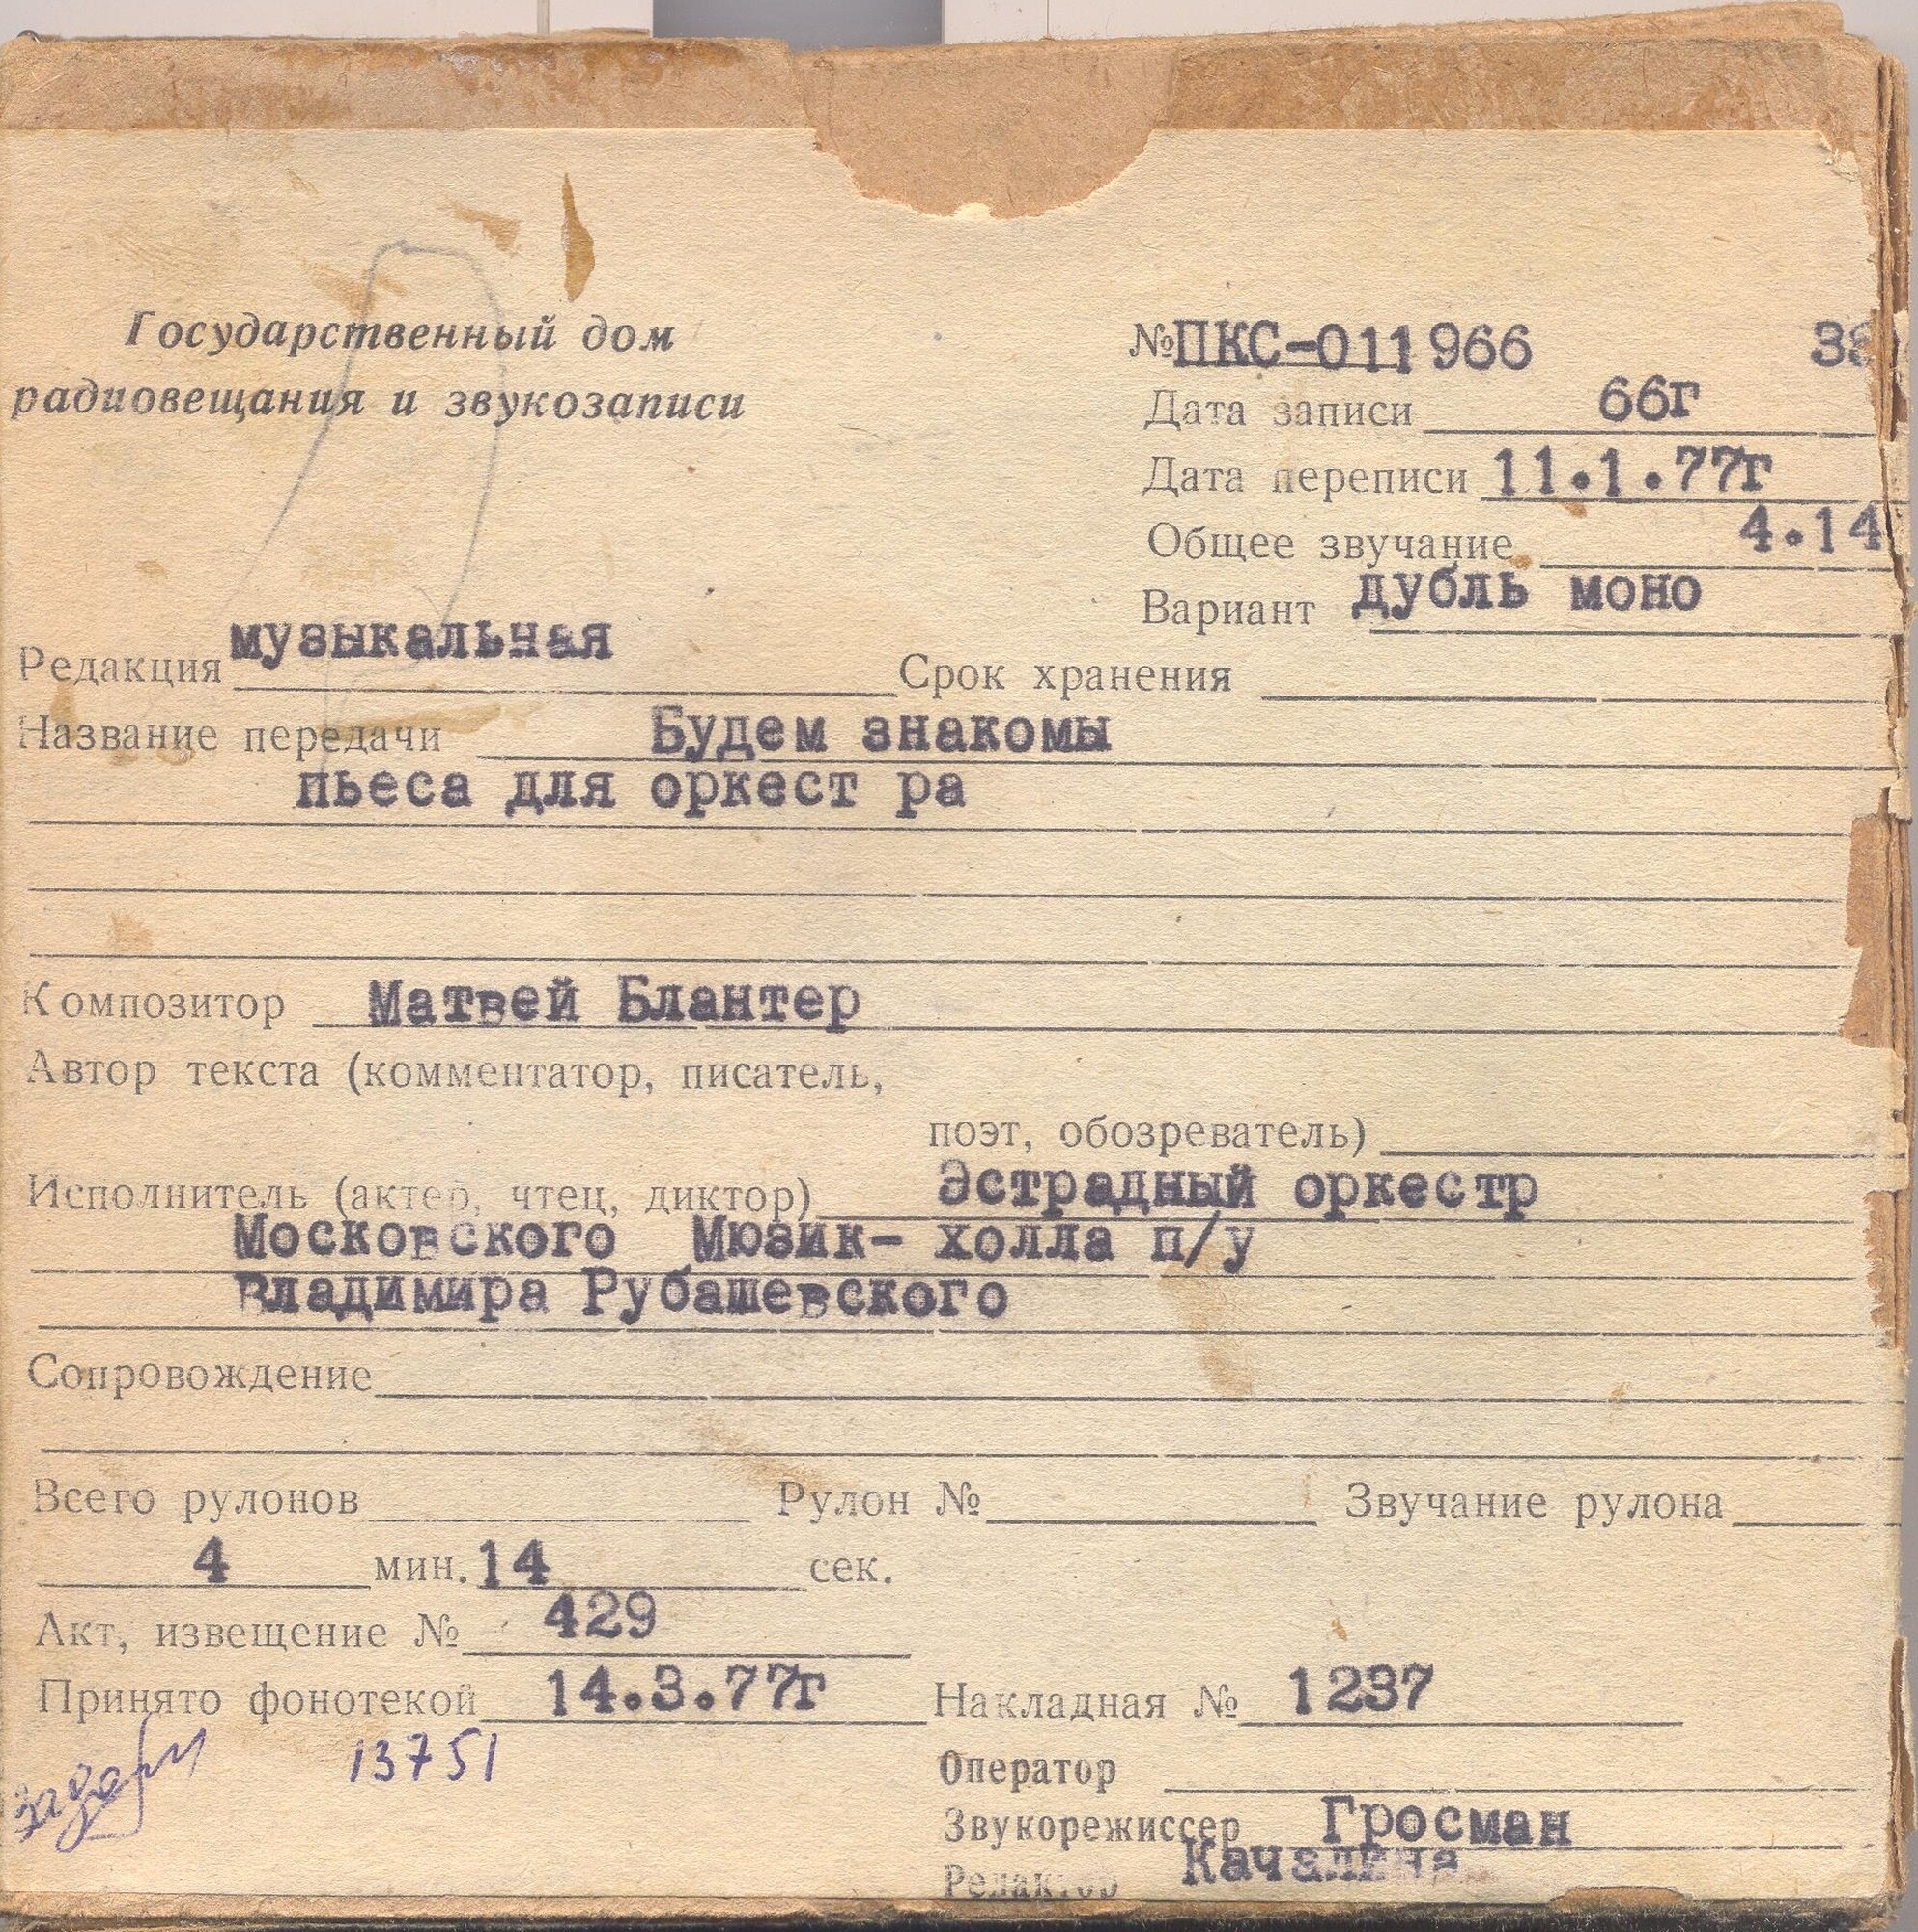 Государственный дом
радиовещания и звукозаписи
№ПКС-011966 38
Дата записи 66г
Дата переписи 11.1.77г
Общее звучание 4.14
Вариант дубль моно
Редакция музыкальная Срок хранения
Название передачи Будем знакомы
пьеса для оркест ра
Композитор Матвей Блантер
Автор текста (комментатор, писатель,
поэт, обозреватель)
Исполнитель (актер, чтец, диктор) Эстрадный оркестр
Московского Мюзик- холла п/у
Владимира Рубашевского
Сопровождение
Всего рулонов Рулон № Звучание рулона
4 мин. 14 сек.
Акт, извещение № 429
Принято фонотекой 14.3.77г Накладная № 1237
13751
Оператор
Звукорежиссер Гросман
Редактор Качалина